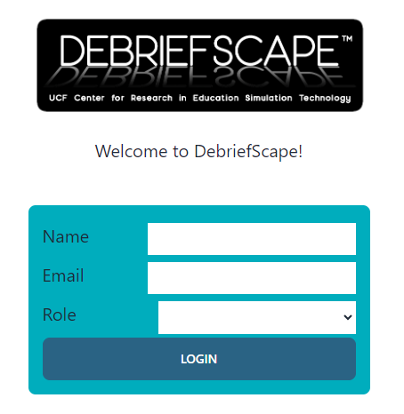 DEBRIEFSCAPE™
UCF Center for Research in Education Simulation Technology
Welcome to DebriefScape!
Name
Email
Role
LOGIN